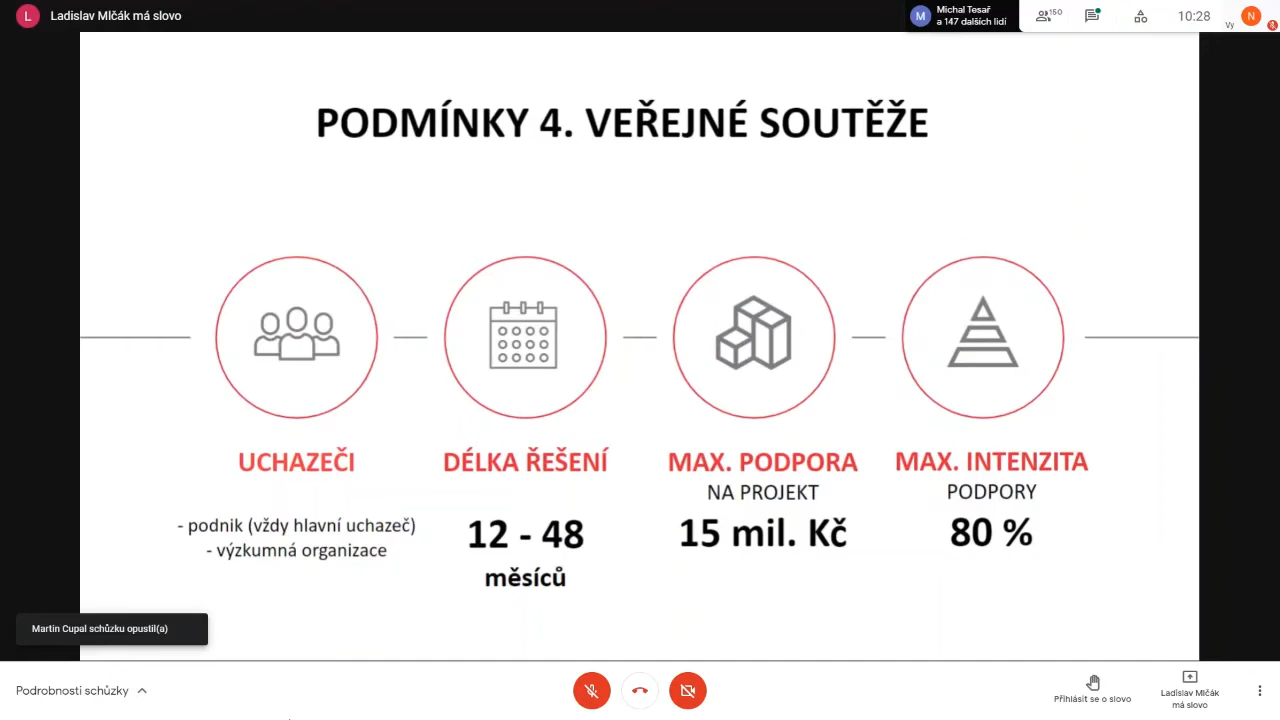 L
Ladislav Mlčák má slovo
M
Michal Tesař
a 147 dalších lidí
150
10:28
Vy
N
PODMÍNKY 4. VEŘEJNÉ SOUTĚŽE
UCHAZEČI
- podnik (vždy hlavní uchazeč)
- výzkumná organizace
DÉLKA ŘEŠENÍ
12 - 48
měsíců
MAX. PODPORA
NA PROJEKT
15 mil. Kč
MAX. INTENZITA
PODPORY
80 %
Martin Cupal schůzku opustil(a)
Podrobnosti schůzky
Přihlásit se o slovo
Ladislav Mlčák
má slovo